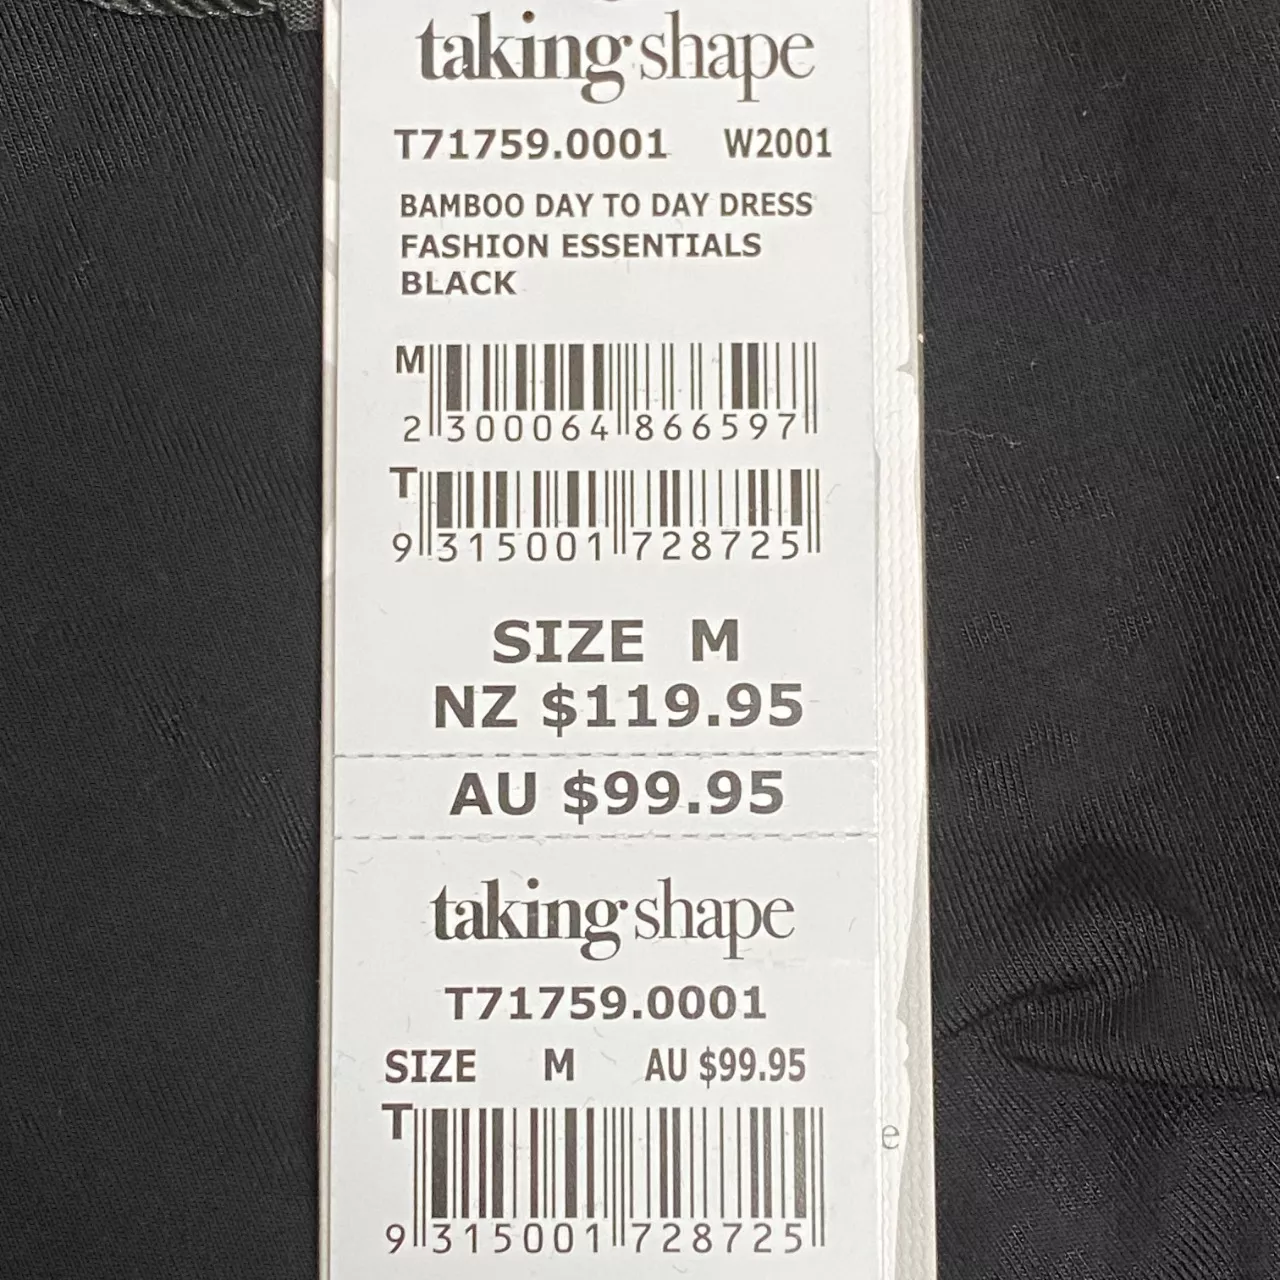 taking shape
T71759.0001 W2001
BAMBOO DAY TO DAY DRESS
FASHION ESSENTIALS
BLACK
M
2 300064 866597
T
9 315001 728725
SIZE M
NZ $119.95
AU $99.95
taking shape
T71759.0001
SIZE M AU $99.95
T
9 315001 728725
e